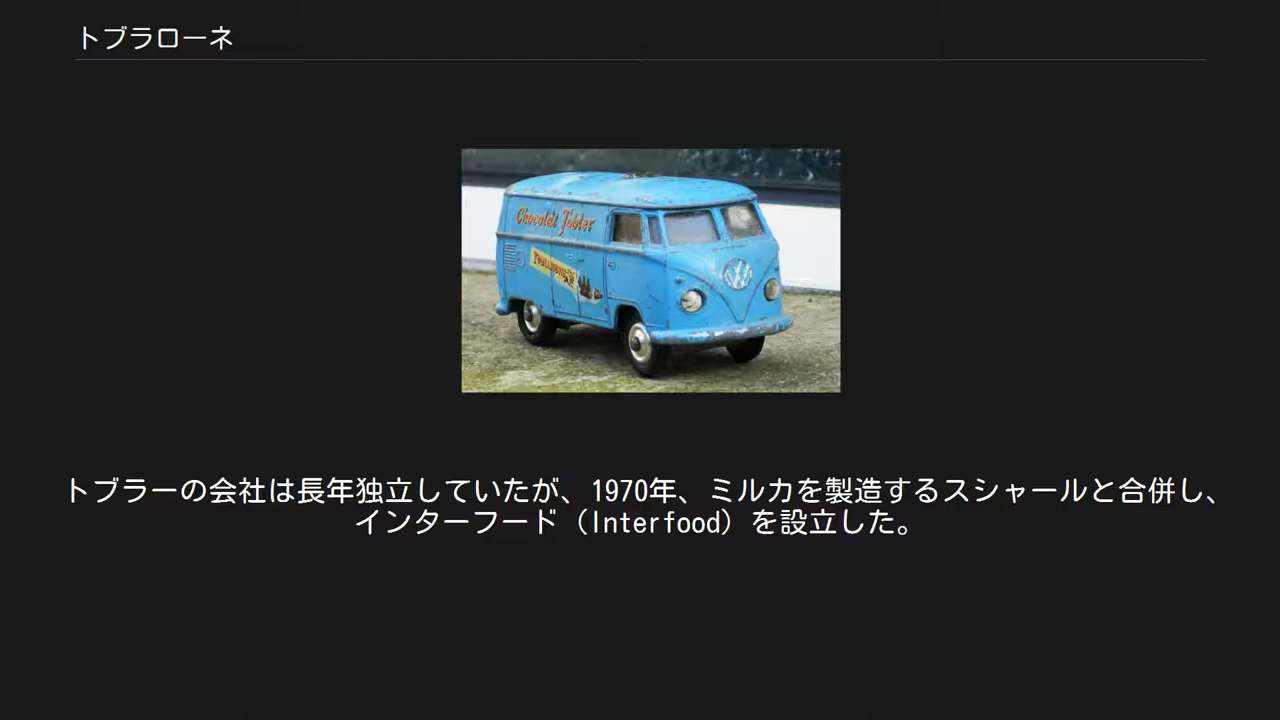 トブラローネ
Chocolat Tobler
トブラーの会社は長年独立していたが、1970年、ミルカを製造するスシャールと合併し、
インターフード（Interfood）を設立した。